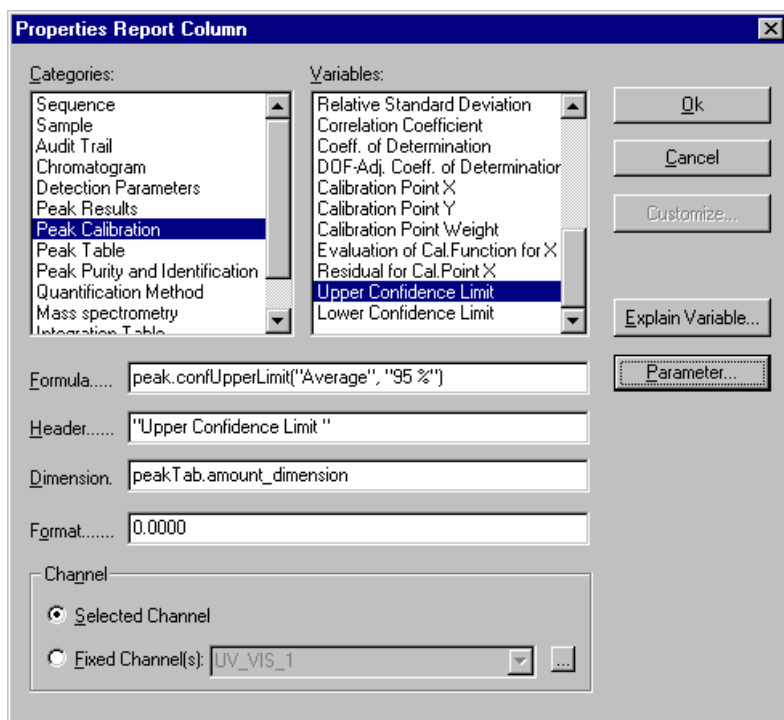 Properties Report Column
Categories:
Sequence
Sample
Audit Trail
Chromatogram
Detection Parameters
Peak Results
Peak Calibration
Peak Table
Peak Purity and Identification
Quantification Method
Mass spectrometry
Integration Table
Variables:
Relative Standard Deviation
Correlation Coefficient
Coeff. of Determination
DOF-Adj. Coeff. of Determination
Calibration Point X
Calibration Point Y
Calibration Point Weight
Evaluation of Cal.Function for X
Residual for Cal.Point X
Upper Confidence Limit
Lower Confidence Limit
Ok
Cancel
Customize...
Explain Variable...
Parameter...
Formula..... peak.confUpperLimit("Average", "95 %")
Header...... "Upper Confidence Limit "
Dimension. peakTab.amount_dimension
Format....... 0.0000
Channel
Selected Channel
Fixed Channel(s): UV_VIS_1 ...